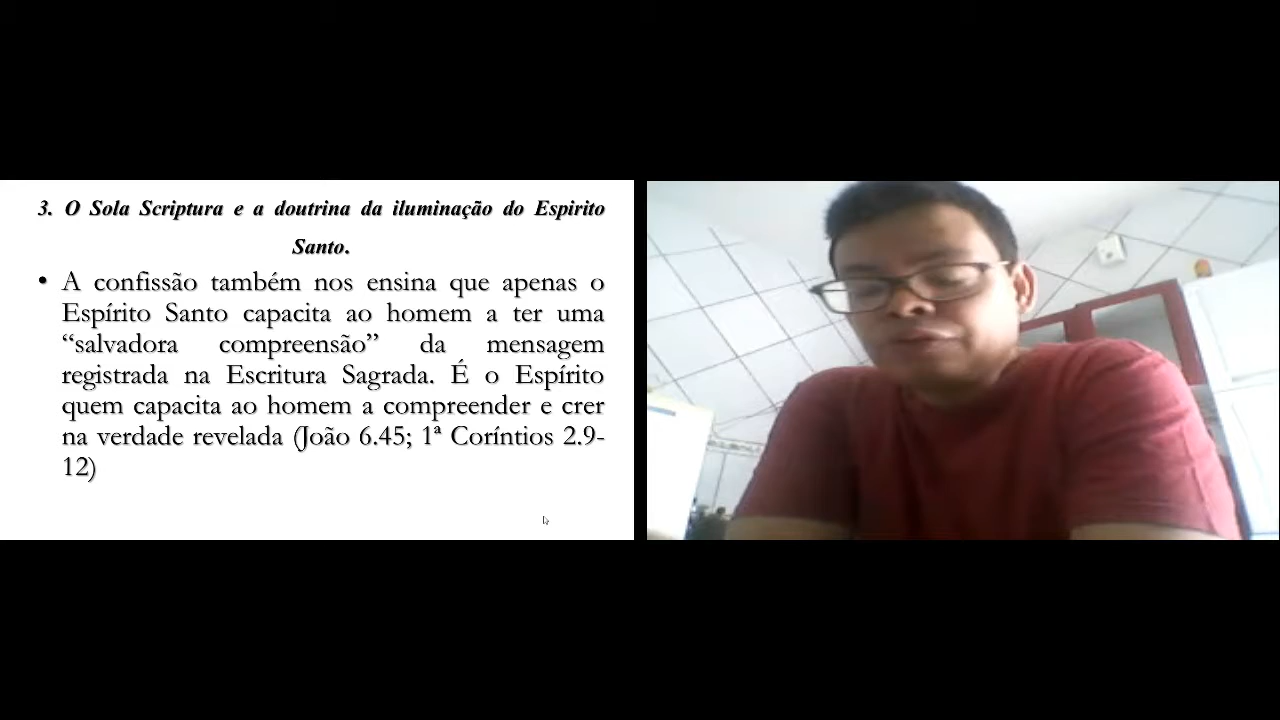 3. O Sola Scriptura e a doutrina da iluminação do Espirito
Santo.
• A confissão também nos ensina que apenas o
Espírito Santo capacita ao homem a ter uma
“salvadora compreensão” da mensagem
registrada na Escritura Sagrada. É o Espírito
quem capacita ao homem a compreender e crer
na verdade revelada (João 6.45; 1ª Coríntios 2.9-
12)